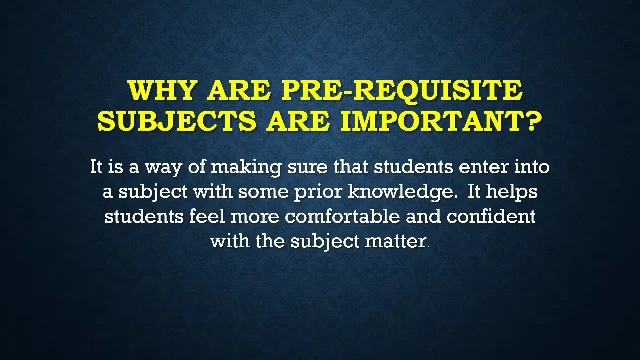 WHY ARE PRE-REQUISITE
SUBJECTS ARE IMPORTANT?
It is a way of making sure that students enter into
a subject with some prior knowledge. It helps
students feel more comfortable and confident
with the subject matter.